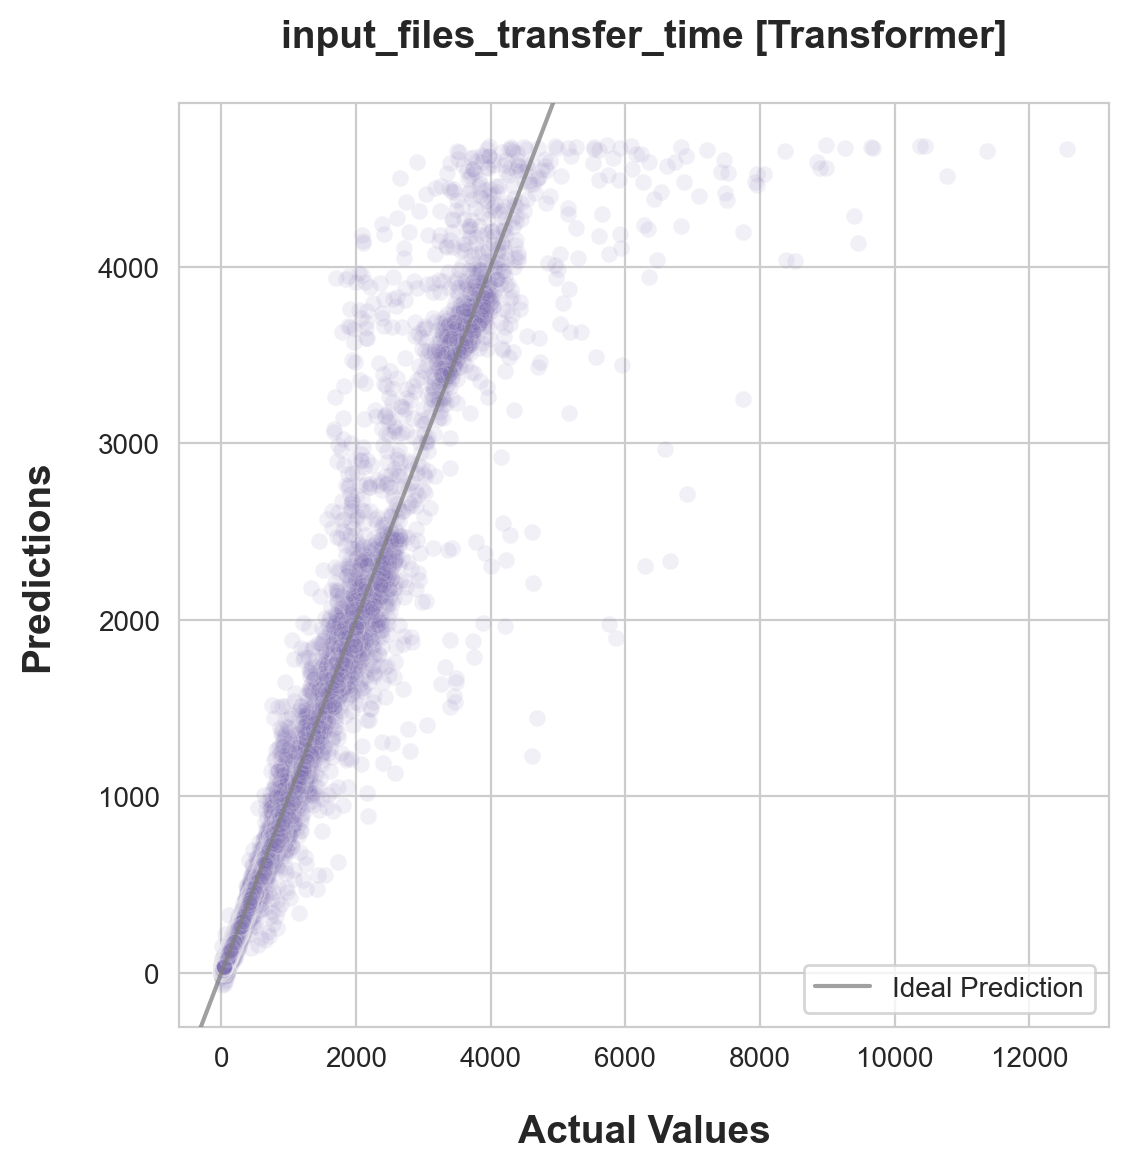 input_files_transfer_time [Transformer]
Predictions
4000
3000
2000
1000
0
Ideal Prediction
0 2000 4000 6000 8000 10000 12000
Actual Values